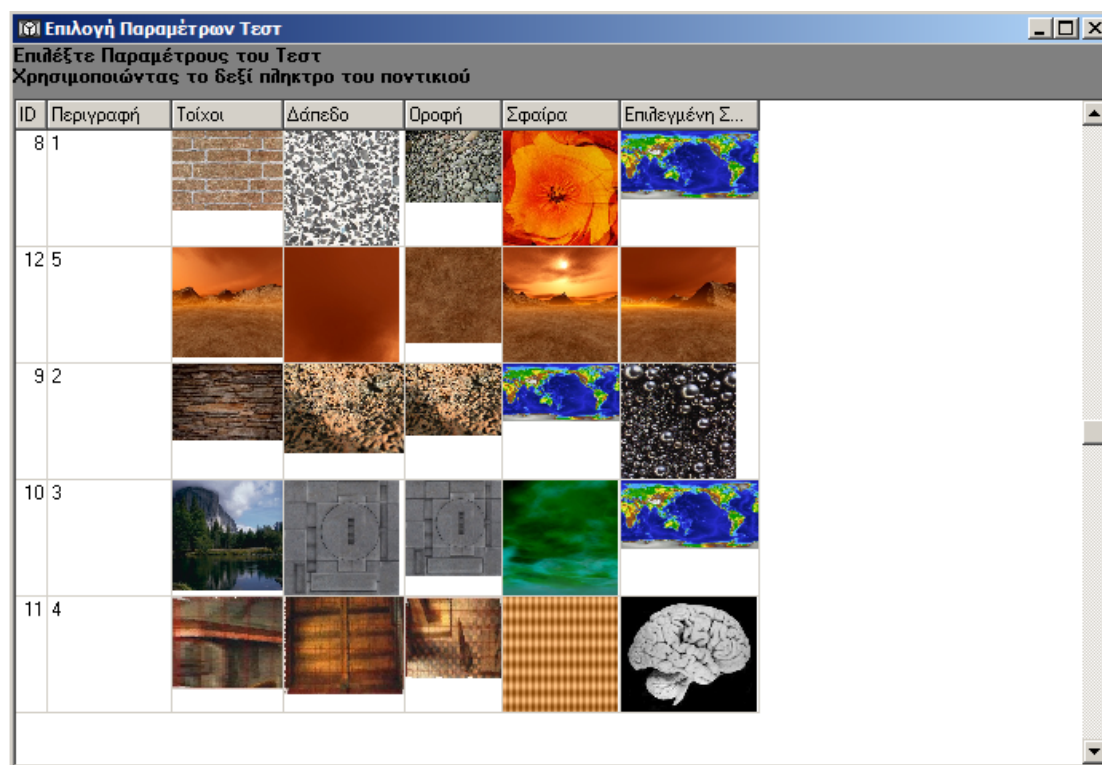 Επιλογή Παραμέτρων Τεστ
Επιλέξτε Παραμέτρους του Τεστ
Χρησιμοποιώντας το δεξί πληκτρο του ποντικιού
ID Περιγραφή Τοίχοι Δάπεδο Οροφή Σφαίρα Επιλεγμένη Σ...
8 1
12 5
9 2
10 3
11 4